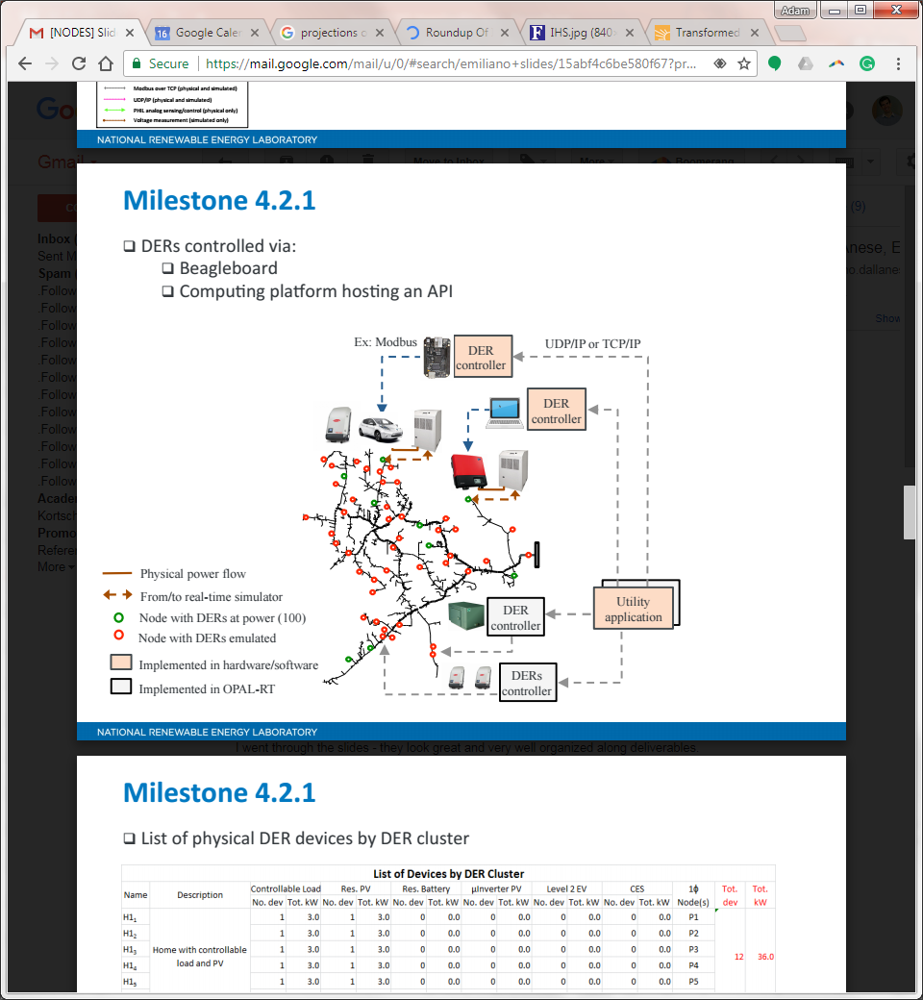 Adam
[NODES] Slid
Google Caler
projections o
Roundup Of
IHS.jpg (840×
Transformed
Secure
https://mail.google.com/mail/u/0/#search/emiliano+slides/15abf4c6be580f67?pr...
Modbus over TCP (physical and simulated)
UDP/IP (physical and simulated)
PHIL analog sensing/control (physical only)
Voltage measurement (simulated only)
NATIONAL RENEWABLE ENERGY LABORATORY
Move to Inbox
More
Boomerang
(9)
Inbox (
Sent M
Spam (
.Follow
.Follow
.Follow
.Follow
.Follow
.Follow
.Follow
.Follow
.Follow
.Follow
.Follow
.Follow
Acader
Kortsch
Promo
Referer
More
Anese, E
no.dallanes
Show
Milestone 4.2.1
DERs controlled via:
Beagleboard
Computing platform hosting an API
Ex: Modbus
DER
controller
UDP/IP or TCP/IP
DER
controller
Physical power flow
From/to real-time simulator
Node with DERs at power (100)
Node with DERs emulated
Implemented in hardware/software
Implemented in OPAL-RT
Utility
application
DER
controller
DERs
controller
NATIONAL RENEWABLE ENERGY LABORATORY
I went through the slides - they look great and very well organized along deliverables.
Milestone 4.2.1
List of physical DER devices by DER cluster
List of Devices by DER Cluster
Name Description Controllable Load Res. PV Res. Battery µInverter PV Level 2 EV CES 1ϕ Tot. Tot.
No. dev Tot. kW No. dev Tot. kW No. dev Tot. kW No. dev Tot. kW No. dev Tot. kW No. dev Tot. kW Node(s) dev kW
H1₁ 1 3.0 1 3.0 0 0.0 0 0.0 0 0.0 0 0.0 P1
H1₂ 1 3.0 1 3.0 0 0.0 0 0.0 0 0.0 0 0.0 P2
H1₃ Home with controllable 1 3.0 1 3.0 0 0.0 0 0.0 0 0.0 0 0.0 P3 12 36.0
H1₄ load and PV 1 3.0 1 3.0 0 0.0 0 0.0 0 0.0 0 0.0 P4
H1₅ 1 3.0 1 3.0 0 0.0 0 0.0 0 0.0 0 0.0 P5